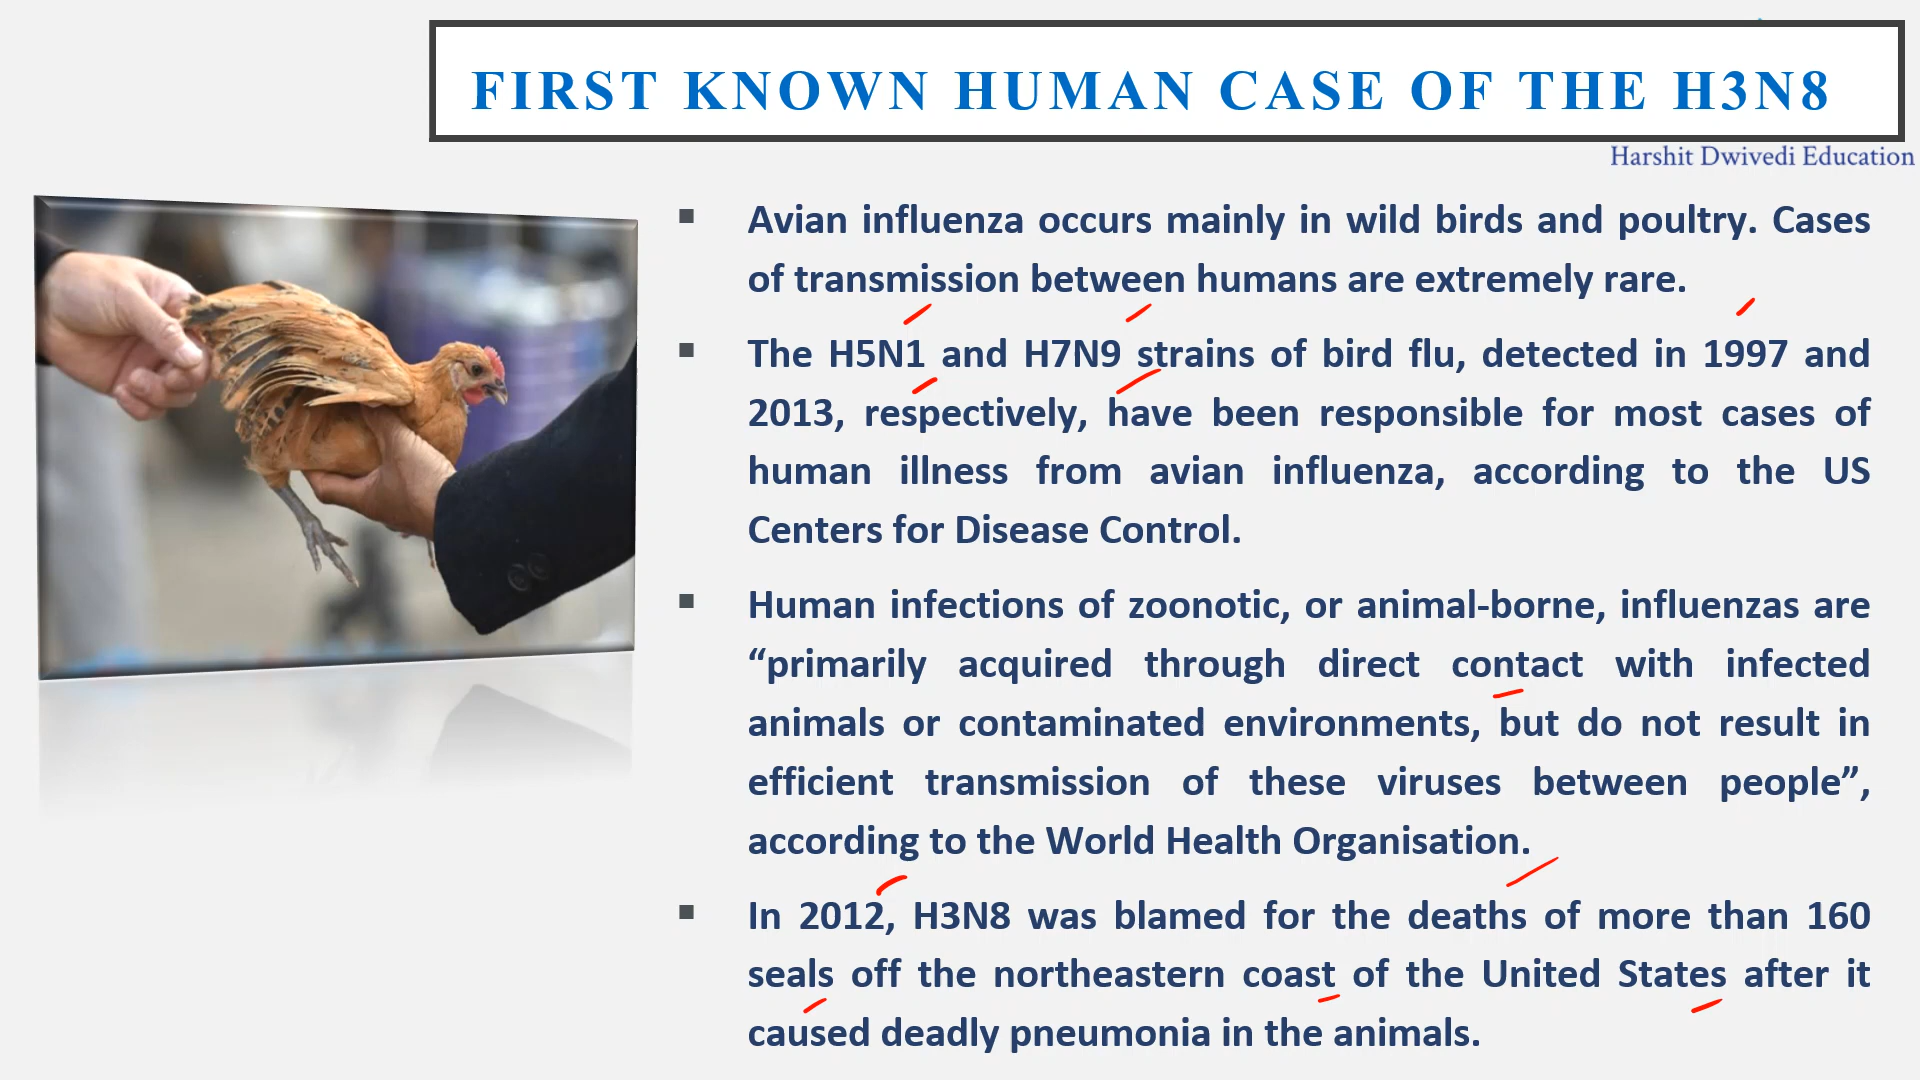 FIRST KNOWN HUMAN CASE OF THE H3N8
Harshit Dwivedi Education
▪ Avian influenza occurs mainly in wild birds and poultry. Cases
of transmission between humans are extremely rare.
▪ The H5N1 and H7N9 strains of bird flu, detected in 1997 and
2013, respectively, have been responsible for most cases of
human illness from avian influenza, according to the US
Centers for Disease Control.
▪ Human infections of zoonotic, or animal-borne, influenzas are
“primarily acquired through direct contact with infected
animals or contaminated environments, but do not result in
efficient transmission of these viruses between people”,
according to the World Health Organisation.
▪ In 2012, H3N8 was blamed for the deaths of more than 160
seals off the northeastern coast of the United States after it
caused deadly pneumonia in the animals.